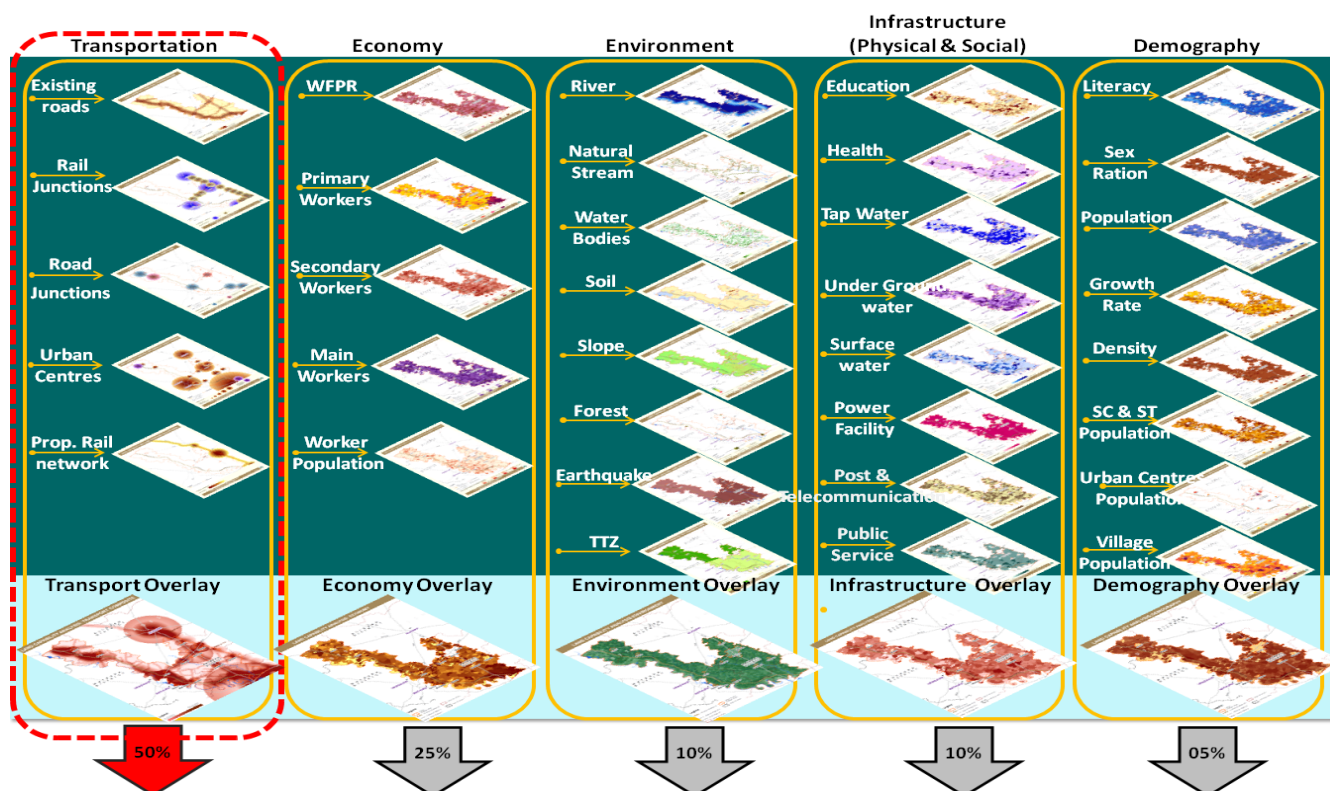 Transportation
Existing
roads
Rail
Junctions
Road
Junctions
Urban
Centres
Prop. Rail
network
Transport Overlay
50%
Economy
WFPR
Primary
Workers
Secondary
Workers
Main
Workers
Worker
Population
Economy Overlay
25%
Environment
River
Natural
Stream
Water
Bodies
Soil
Slope
Forest
Earthquake
TTZ
Environment Overlay
10%
Infrastructure
(Physical & Social)
Education
Health
Tap Water
Under Ground
water
Surface
water
Power
Facility
Post &
Telecommunication
Public
Service
Infrastructure Overlay
10%
Demography
Literacy
Sex
Ration
Population
Growth
Rate
Density
SC & ST
Population
Urban Centres
Population
Village
Population
Demography Overlay
05%